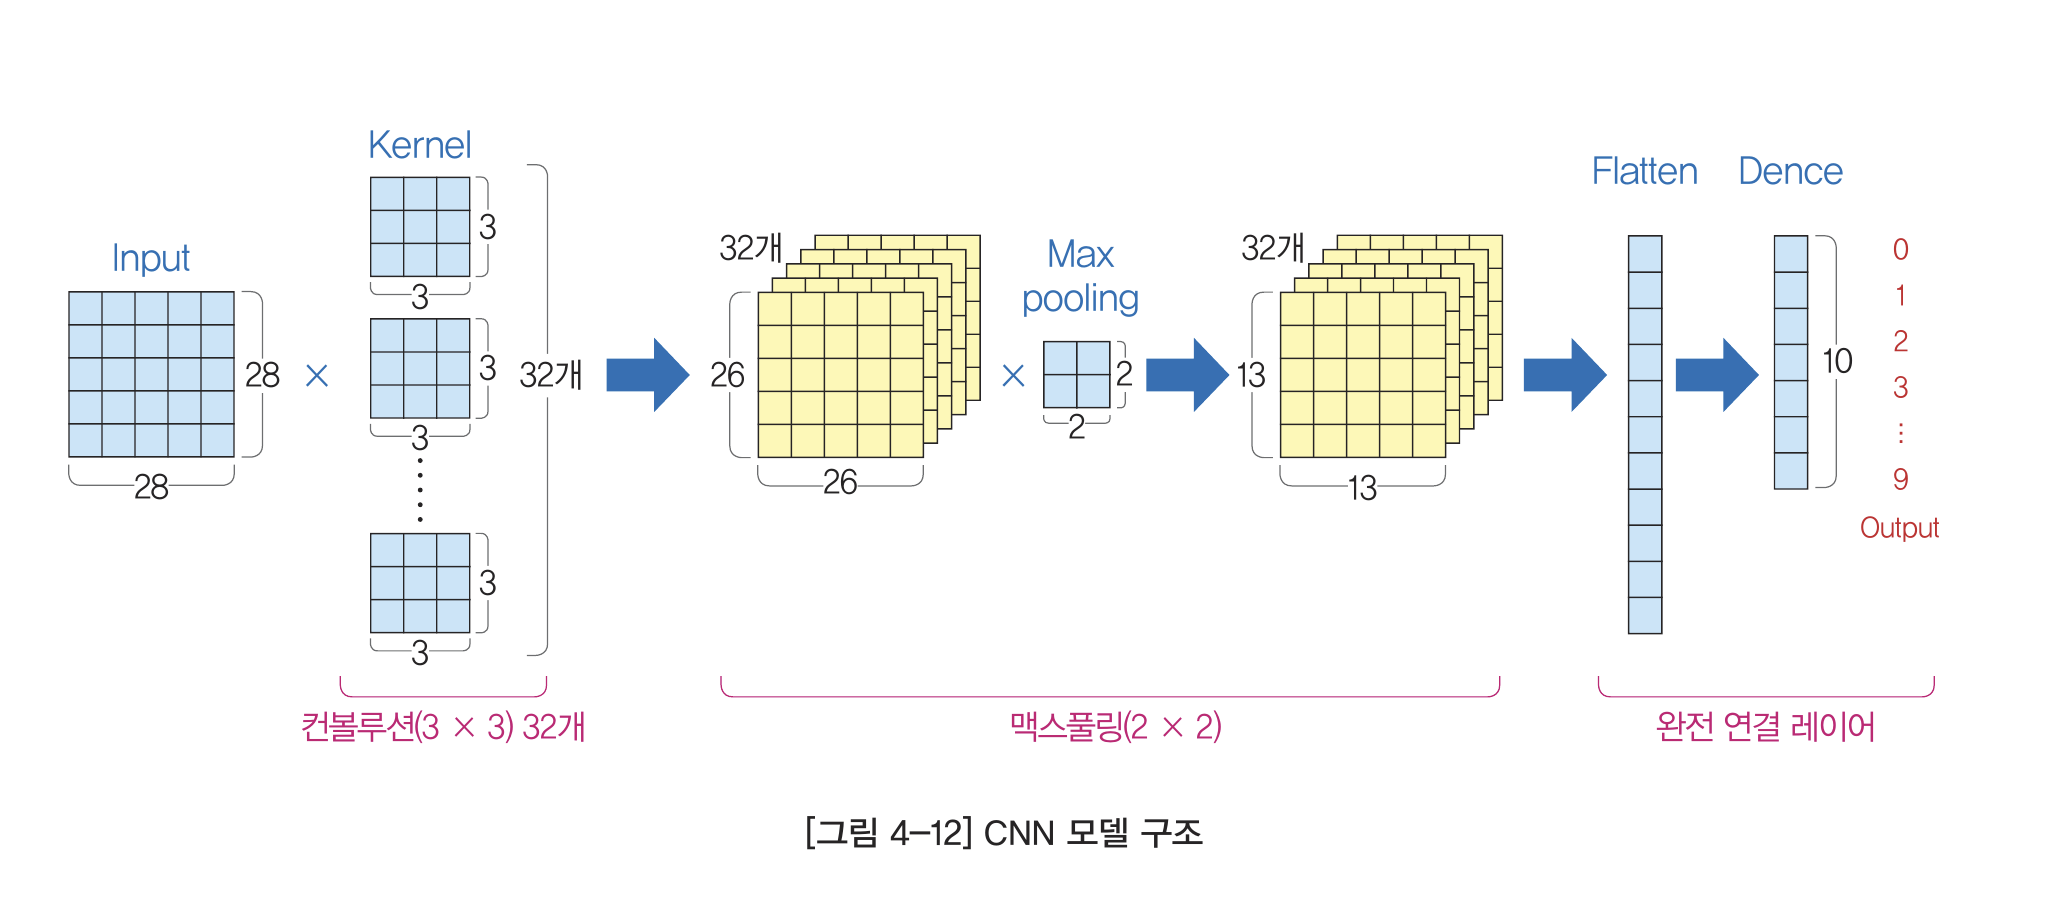 Input
28
28
×
Kernel
3
3
3
3
3
3
32개
컨볼루션(3 × 3) 32개
32개
26
26
×
Max
pooling
2
2
32개
13
13
맥스풀링(2 × 2)
Flatten
Dence
10
0
1
2
3
⋮
9
Output
완전 연결 레이어
[그림 4–12] CNN 모델 구조